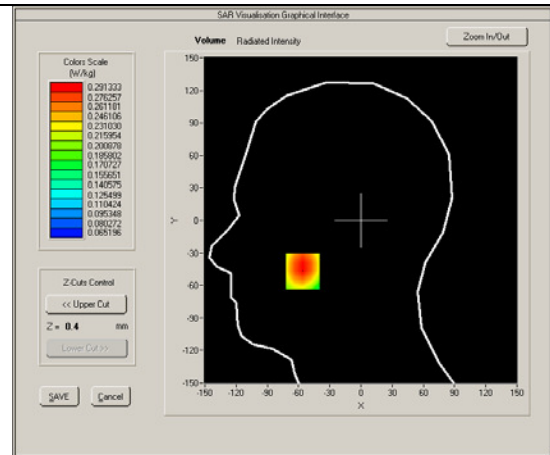 SAR Visualisation Graphical Interface
Volume Radiated Intensity
Zoom In/Out
Colors Scale
(W/kg)
0.291333
0.276257
0.261181
0.246106
0.231030
0.215954
0.200878
0.185802
0.170727
0.155651
0.140575
0.125499
0.110424
0.095348
0.080272
0.065196
Z-Cuts Control
<< Upper Cut
Z = 0.4 mm
Lower Cut >>
SAVE Cancel
150-
120-
90-
60-
30-
0-
-30-
-60-
-90-
-120-
-150-
Y
-150 -120 -90 -60 -30 0 30 60 90 120 150
X